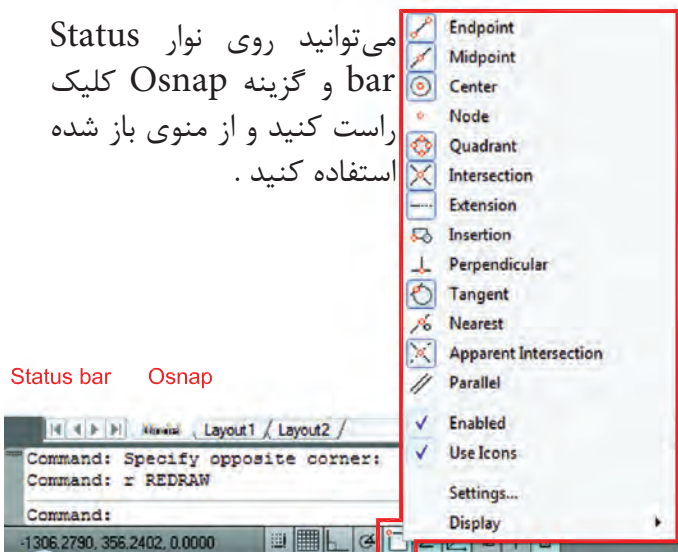 می‌توانید روی نوار Status
bar و گزینه Osnap کلیک
راست کنید و از منوی باز شده
استفاده کنید .
Endpoint
Midpoint
Center
Node
Quadrant
Intersection
Extension
Insertion
Perpendicular
Tangent
Nearest
Apparent Intersection
Parallel
Enabled
Use Icons
Settings...
Display
Status bar Osnap
Layout1 / Layout2 /
Command: Specify opposite corner:
Command: r REDRAW
Command:
-1306.2790, 356.2402, 0.0000